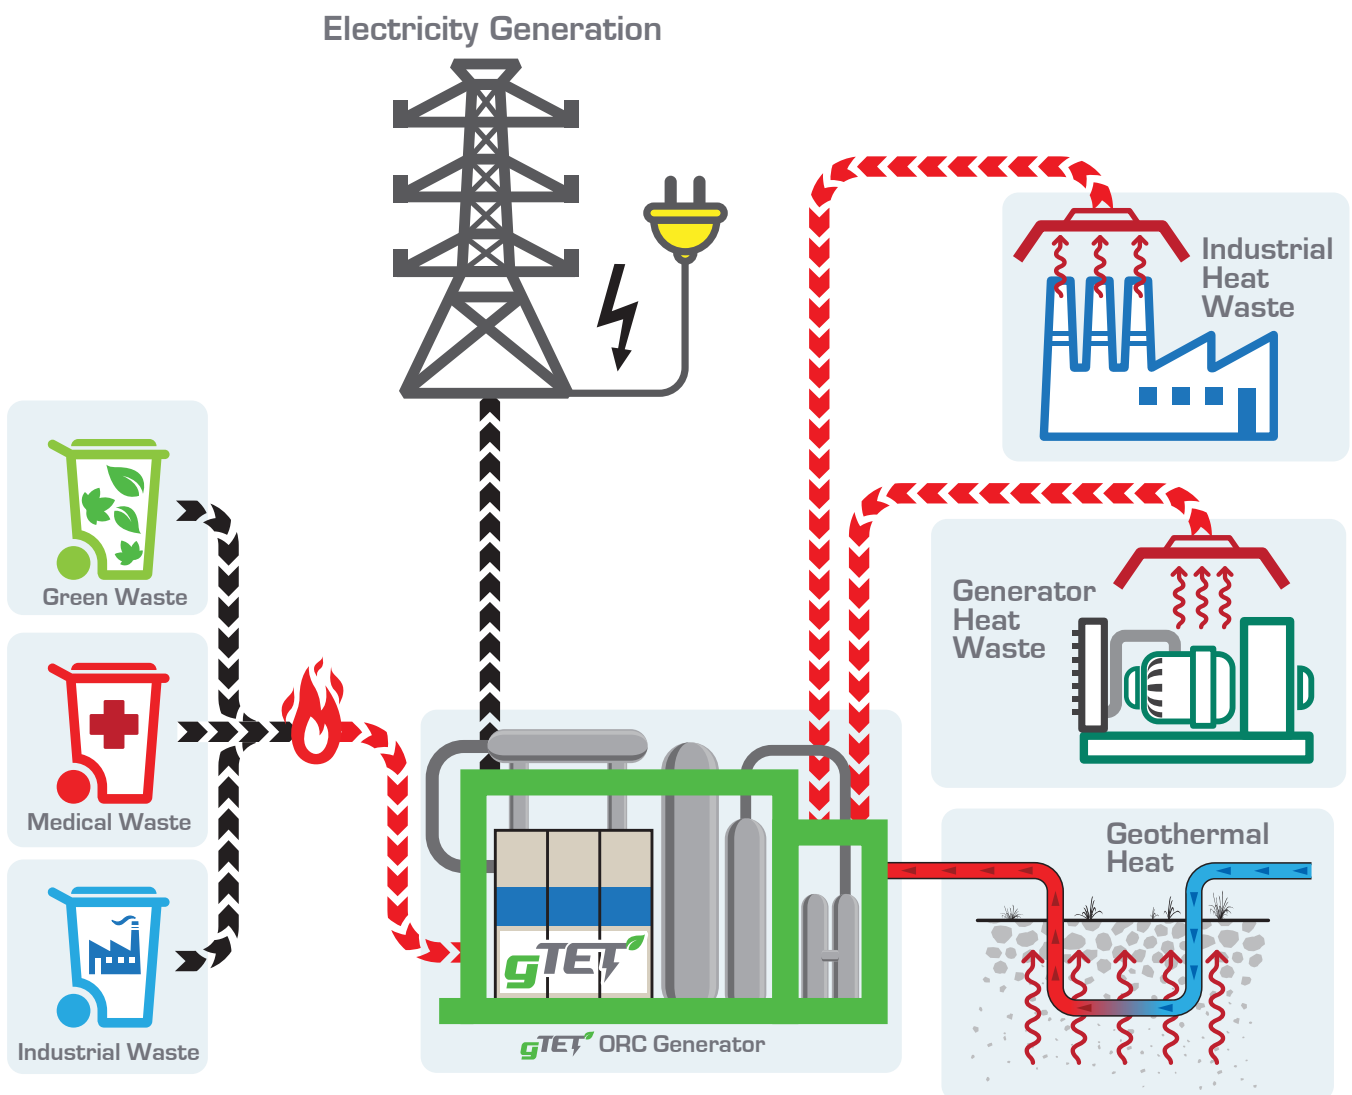 Electricity Generation
Industrial
Heat
Waste
Green Waste
Generator
Heat
Waste
Medical Waste
Geothermal
Heat
gTET
Industrial Waste
gTET ORC Generator